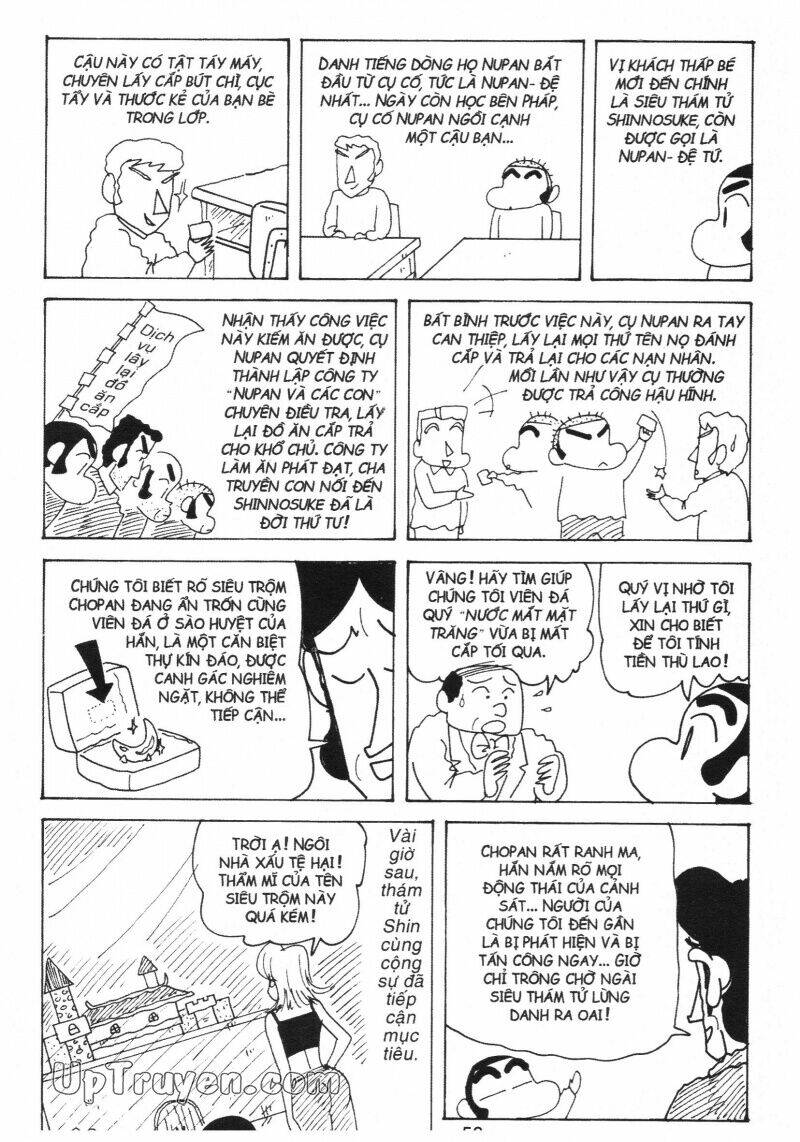 VỊ KHÁCH THẤP BÉ
MỚI ĐẾN CHÍNH
LÀ SIÊU THÁM TỬ
SHINNOSUKE, CÒN
ĐƯỢC GỌI LÀ
NUPAN- ĐỆ TỨ.
DANH TIẾNG DÒNG HỌ NUPAN BẮT
ĐẦU TỪ CỤ CỐ, TỨC LÀ NUPAN- ĐỆ
NHẤT... NGÀY CÒN HỌC BÊN PHÁP,
CỤ CỐ NUPAN NGỒI CẠNH
MỘT CẬU BẠN...
CẬU NÀY CÓ TẬT TÁY MÁY,
CHUYÊN LẤY CẮP BÚT CHÌ, CỤC
TẨY VÀ THƯỚC KẺ CỦA BẠN BÈ
TRONG LỚP.
BẤT BÌNH TRƯỚC VIỆC NÀY, CỤ NUPAN RA TAY
CAN THIỆP, LẤY LẠI MỌI THỨ TÊN NỌ ĐÁNH
CẮP VÀ TRẢ LẠI CHO CÁC NẠN NHÂN.
MỖI LẦN NHƯ VẬY CỤ THƯỜNG
ĐƯỢC TRẢ CÔNG HẬU HĨNH.
NHẬN THẤY CÔNG VIỆC
NÀY KIẾM ĂN ĐƯỢC, CỤ
NUPAN QUYẾT ĐỊNH
THÀNH LẬP CÔNG TY
"NUPAN VÀ CÁC CON"
CHUYÊN ĐIỀU TRA, LẤY
LẠI ĐỒ ĂN CẮP TRẢ
CHO KHỔ CHỦ. CÔNG TY
LÀM ĂN PHÁT ĐẠT, CHA
TRUYỀN CON NỐI ĐẾN
SHINNOSUKE ĐÃ LÀ
ĐỜI THỨ TƯ!
Dịch
vụ
lấy
lại
đồ
ăn
cắp
QUÝ VỊ NHỜ TÔI
LẤY LẠI THỨ GÌ,
XIN CHO BIẾT
ĐỂ TÔI TÍNH
TIỀN THÙ LAO!
VÂNG! HÃY TÌM GIÚP
CHÚNG TÔI VIÊN ĐÁ
QUÝ "NƯỚC MẮT MẶT
TRĂNG" VỪA BỊ MẤT
CẮP TỐI QUA.
CHÚNG TÔI BIẾT RÕ SIÊU TRỘM
CHOPAN ĐANG ẨN TRỐN CÙNG
VIÊN ĐÁ Ở SÀO HUYỆT CỦA
HẮN, LÀ MỘT CĂN BIỆT
THỰ KÍN ĐÁO, ĐƯỢC
CANH GÁC NGHIÊM
NGẶT, KHÔNG THỂ
TIẾP CẬN...
CHOPAN RẤT RANH MA,
HẮN NẮM RÕ MỌI
ĐỘNG THÁI CỦA CẢNH
SÁT... NGƯỜI CỦA
CHÚNG TÔI ĐẾN GẦN
LÀ BỊ PHÁT HIỆN VÀ BỊ
TẤN CÔNG NGAY... GIỜ
CHỈ TRÔNG CHỜ NGÀI
SIÊU THÁM TỬ LỪNG
DANH RA OAI!
Vài
giờ
sau,
thám
tử
Shin
cùng
cộng
sự đã
tiếp
cận
mục
tiêu.
TRỜI Ạ! NGÔI
NHÀ XẤU TỆ HẠI!
THẨM MĨ CỦA TÊN
SIÊU TRỘM NÀY
QUÁ KÉM!
UpTruyen.com